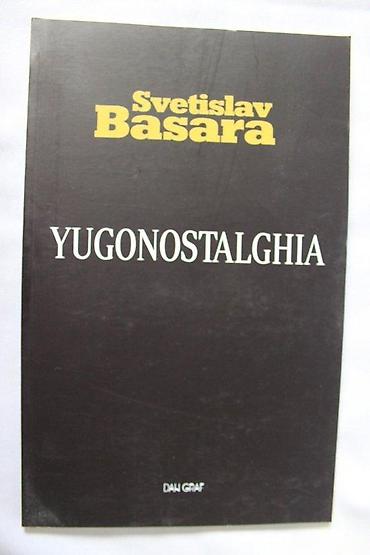 Svetislav
Basara
YUGONOSTALGHIA
DAN GRAF